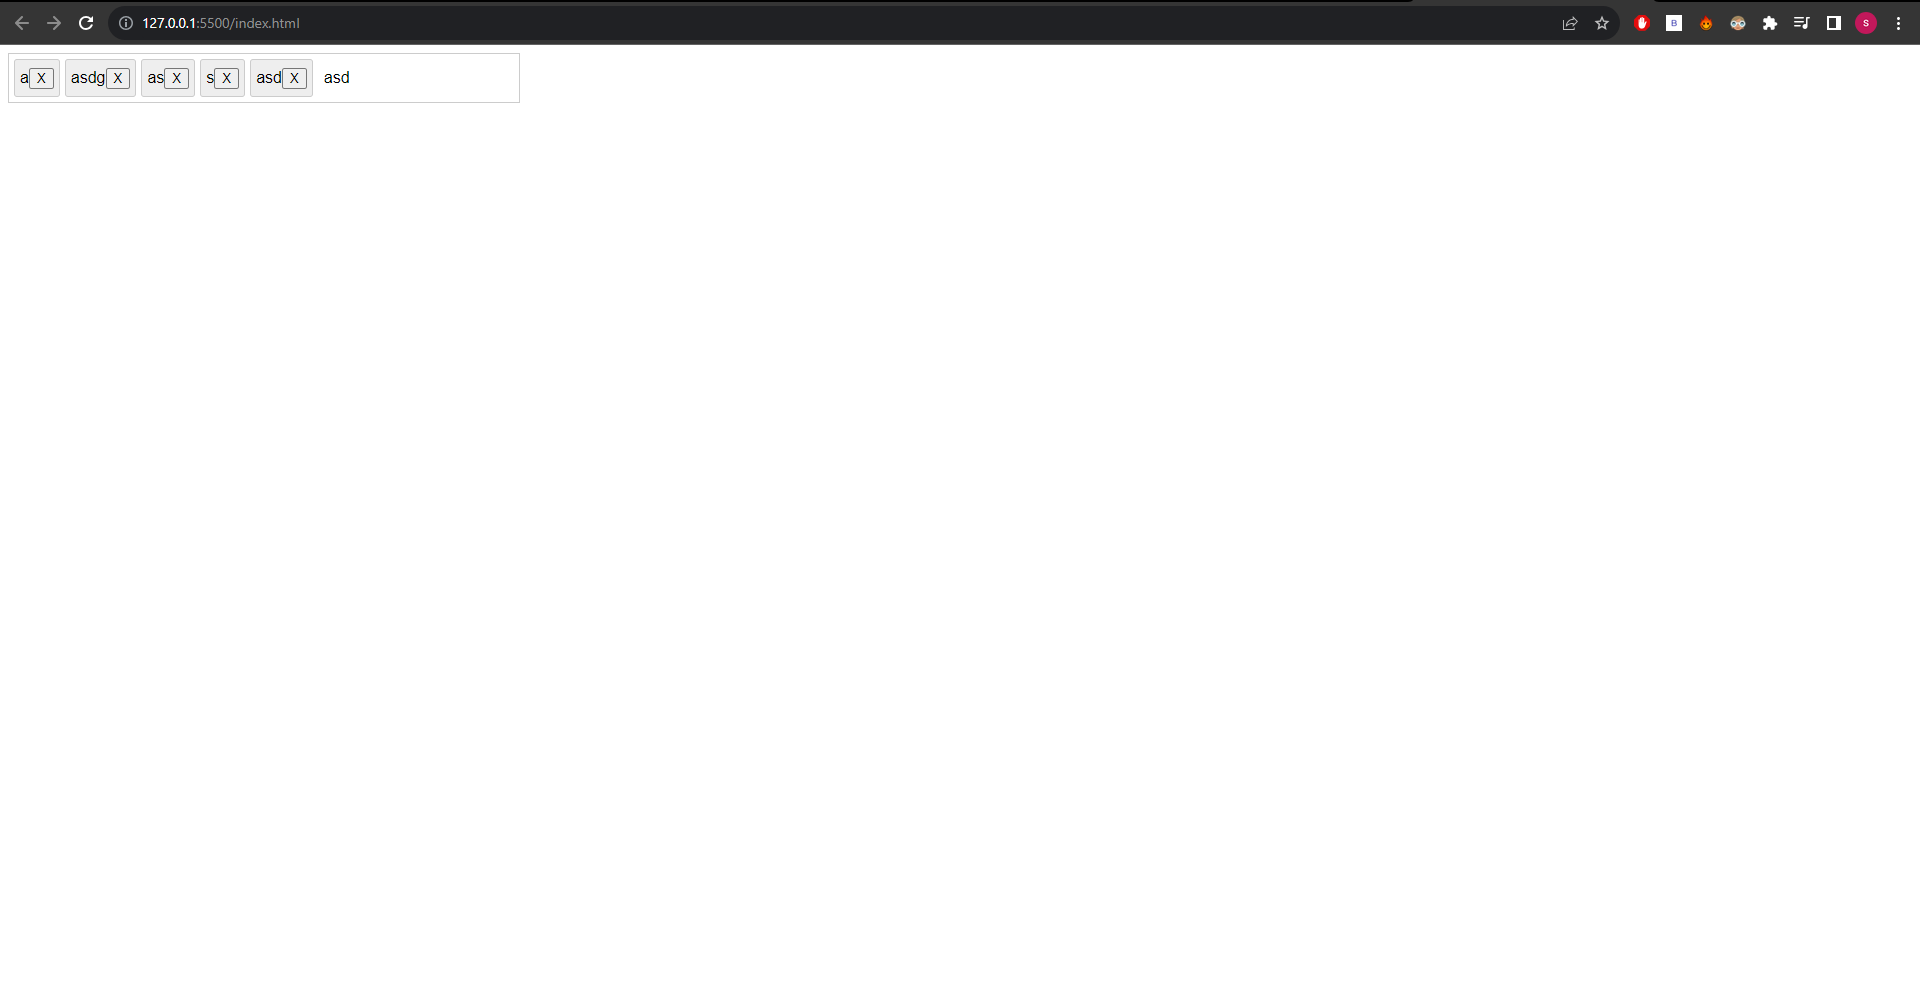 127.0.0.1:5500/index.html B S
a X asdg X as X s X asd X asd